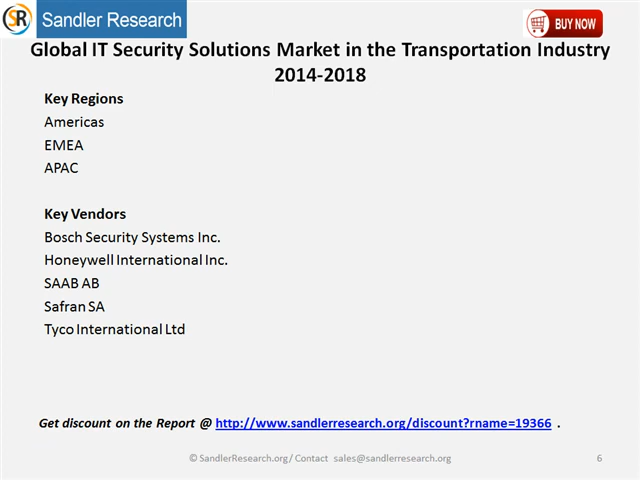 SR Sandler Research
BUY NOW
Global IT Security Solutions Market in the Transportation Industry
2014-2018
Key Regions
Americas
EMEA
APAC
Key Vendors
Bosch Security Systems Inc.
Honeywell International Inc.
SAAB AB
Safran SA
Tyco International Ltd
Get discount on the Report @ http://www.sandlerresearch.org/discount?rname=19366 .
© SandlerResearch.org/ Contact sales@sandlerresearch.org
6